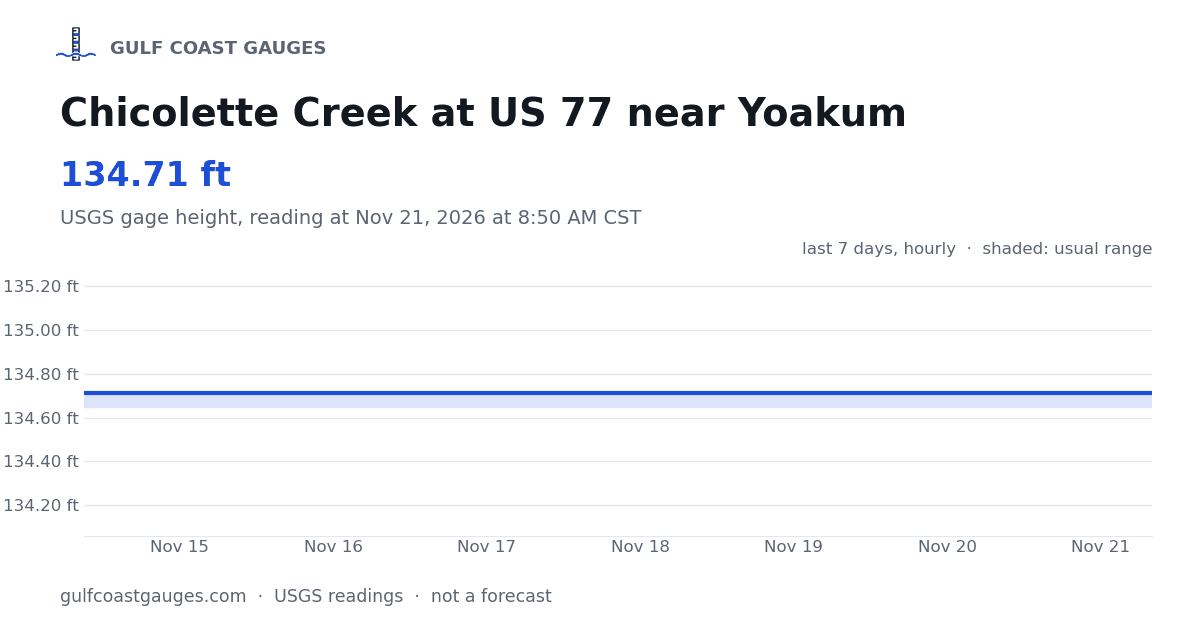 GULF COAST GAUGES
Chicolette Creek at US 77 near Yoakum
134.71 ft
USGS gage height, reading at Nov 21, 2026 at 8:50 AM CST
last 7 days, hourly · shaded: usual range
135.20 ft
135.00 ft
134.80 ft
134.60 ft
134.40 ft
134.20 ft
Nov 15 Nov 16 Nov 17 Nov 18 Nov 19 Nov 20 Nov 21
gulfcoastgauges.com · USGS readings · not a forecast